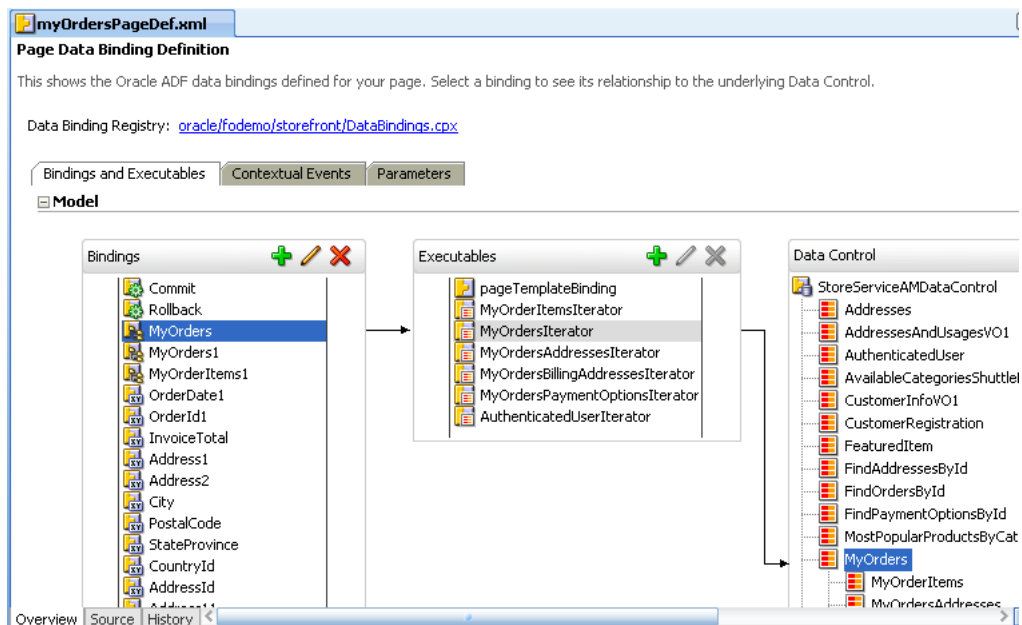 myOrdersPageDef.xml
Page Data Binding Definition
This shows the Oracle ADF data bindings defined for your page. Select a binding to see its relationship to the underlying Data Control.
Data Binding Registry: oracle/fodemo/storefront/DataBindings.cpx
Bindings and Executables Contextual Events Parameters
Model
Bindings
Commit
Rollback
MyOrders
MyOrders1
MyOrderItems1
OrderDate1
OrderId1
InvoiceTotal
Address1
Address2
City
PostalCode
StateProvince
CountryId
AddressId
Address11
Executables
pageTemplateBinding
MyOrderItemsIterator
MyOrdersIterator
MyOrdersAddressesIterator
MyOrdersBillingAddressesIterator
MyOrdersPaymentOptionsIterator
AuthenticatedUserIterator
Data Control
StoreServiceAMDataControl
Addresses
AddressesAndUsagesVO1
AuthenticatedUser
AvailableCategoriesShuttle
CustomerInfoVO1
CustomerRegistration
FeaturedItem
FindAddressesById
FindOrdersById
FindPaymentOptionsById
MostPopularProductsByCat
MyOrders
MyOrderItems
MyOrdersAddresses
Overview Source History